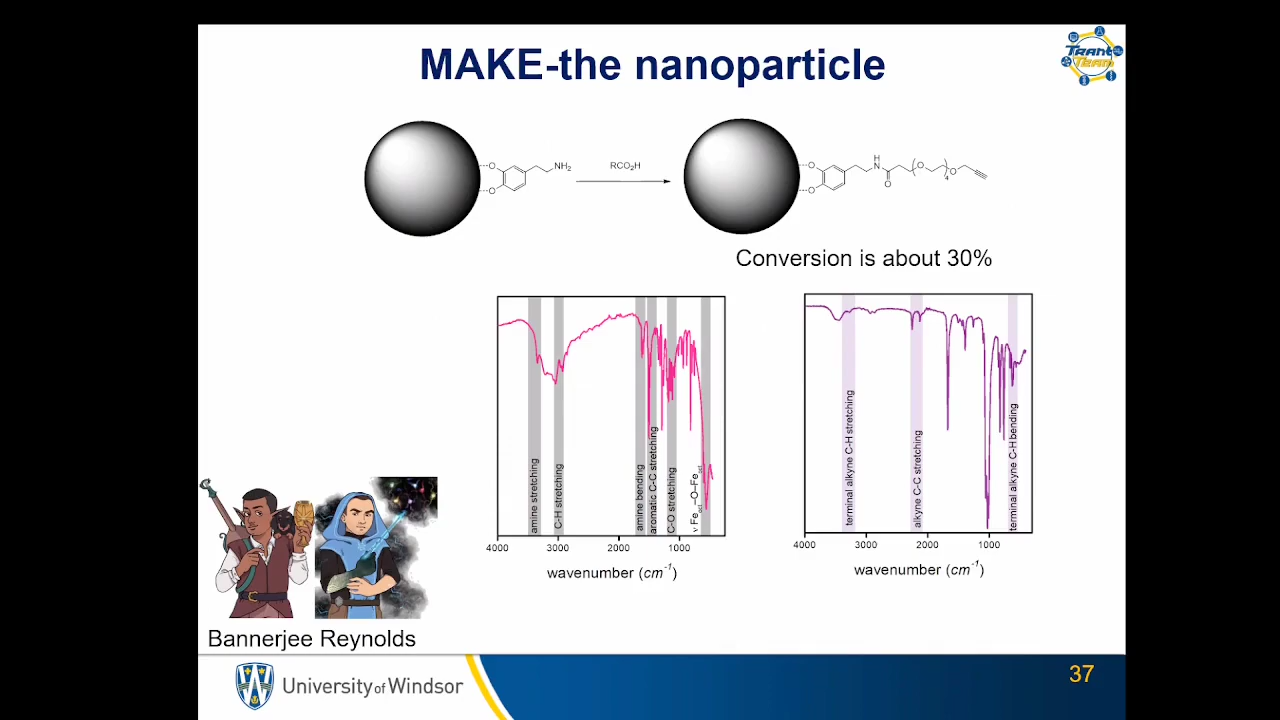 MAKE-the nanoparticle
TRANT
TEAM
O
O
NH₂
RCO₂H
O
O
H
N
O
O
4
O
Conversion is about 30%
amine stretching
C-H stretching
amine bending
aromatic C-C stretching
C-O stretching
4000 3000 2000 1000
wavenumber (cm⁻¹)
terminal alkyne C-H stretching
alkyne C-C stretching
terminal alkyne C-H bending
4000 3000 2000 1000
wavenumber (cm⁻¹)
Bannerjee Reynolds
University of Windsor
37